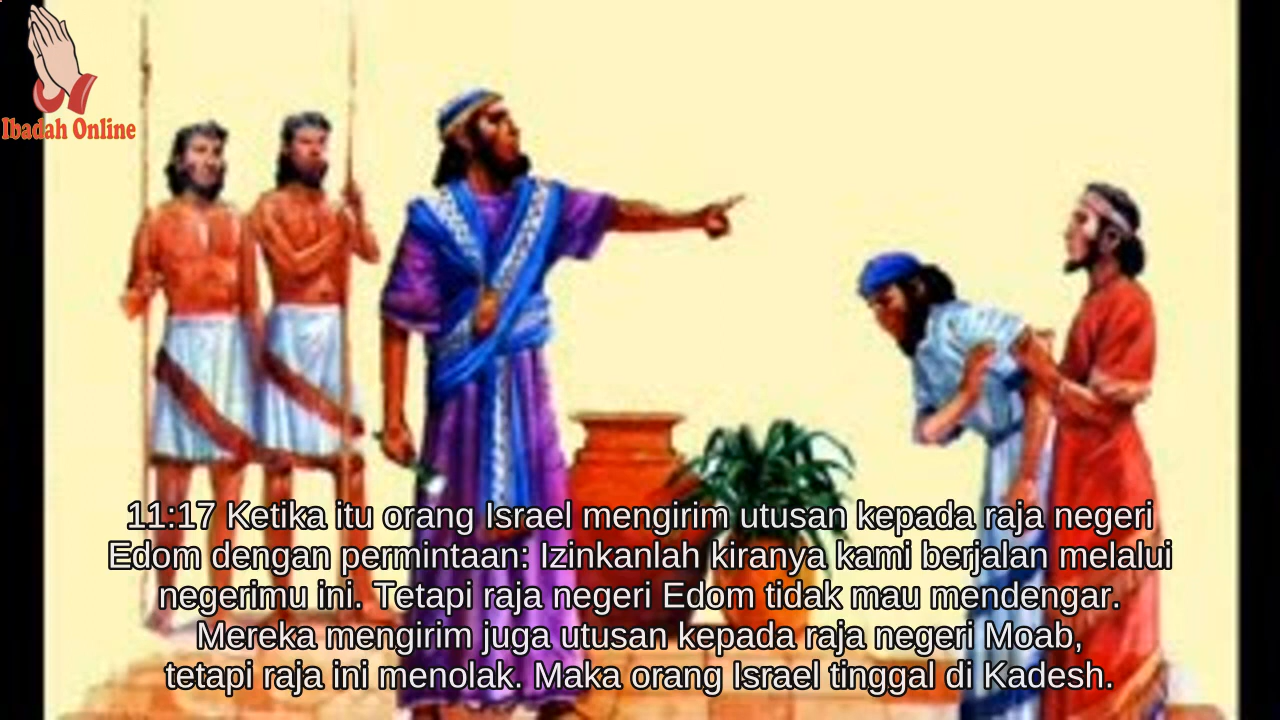 Ibadah Online
11:17 Ketika itu orang Israel mengirim utusan kepada raja negeri
Edom dengan permintaan: Izinkanlah kiranya kami berjalan melalui
negerimu ini. Tetapi raja negeri Edom tidak mau mendengar.
Mereka mengirim juga utusan kepada raja negeri Moab,
tetapi raja ini menolak. Maka orang Israel tinggal di Kadesh.